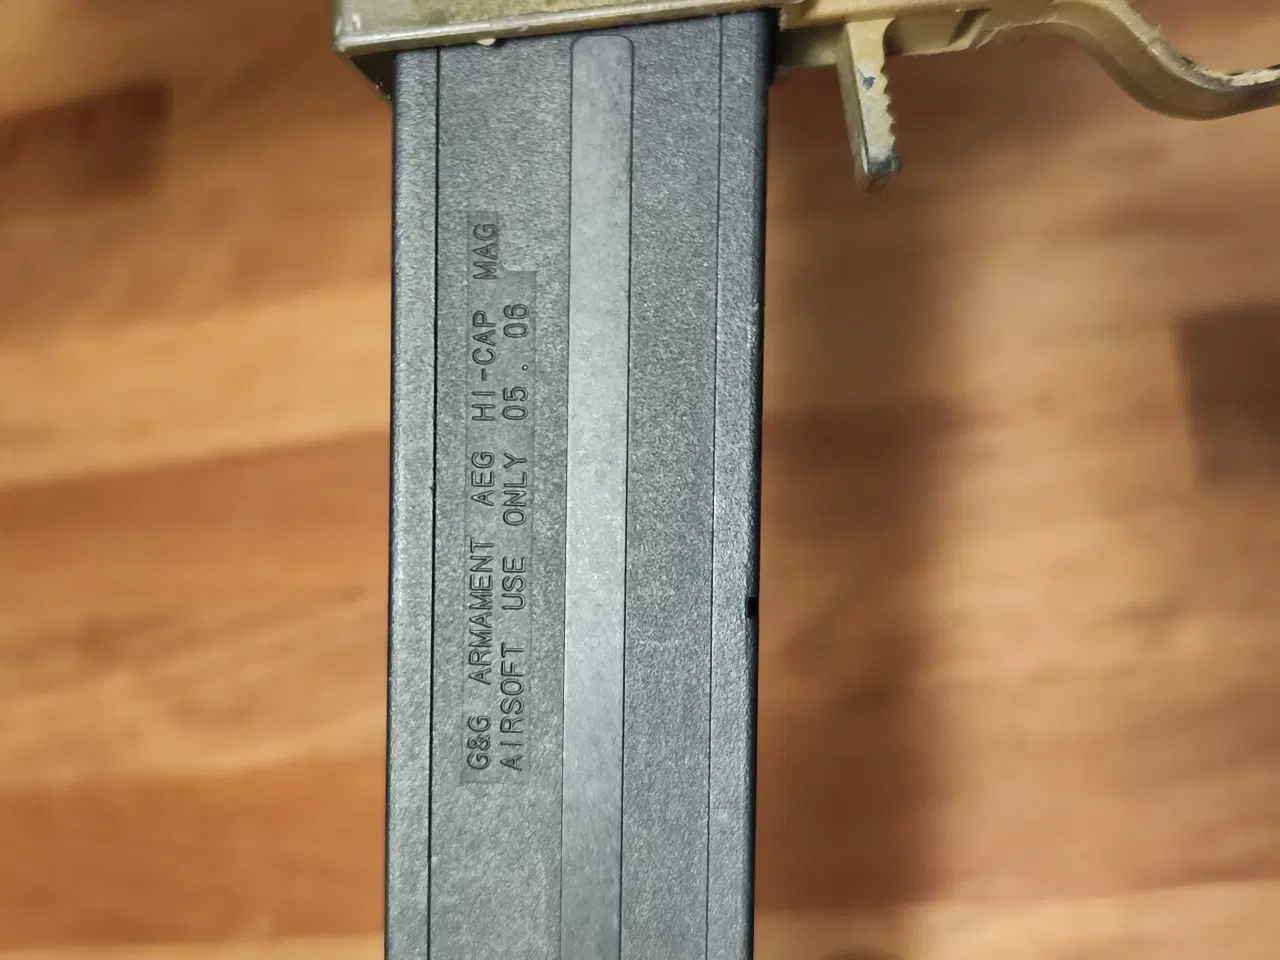 G&G ARMAMENT AEG HI-CAP MAG
AIRSOFT USE ONLY 05.06